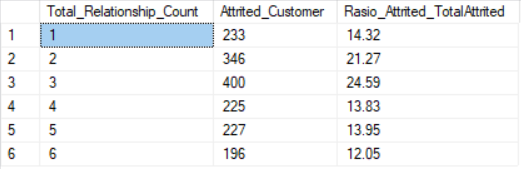 Total_Relationship_Count Attrited_Customer Rasio_Attrited_TotalAttrited
1 1 233 14.32
2 2 346 21.27
3 3 400 24.59
4 4 225 13.83
5 5 227 13.95
6 6 196 12.05